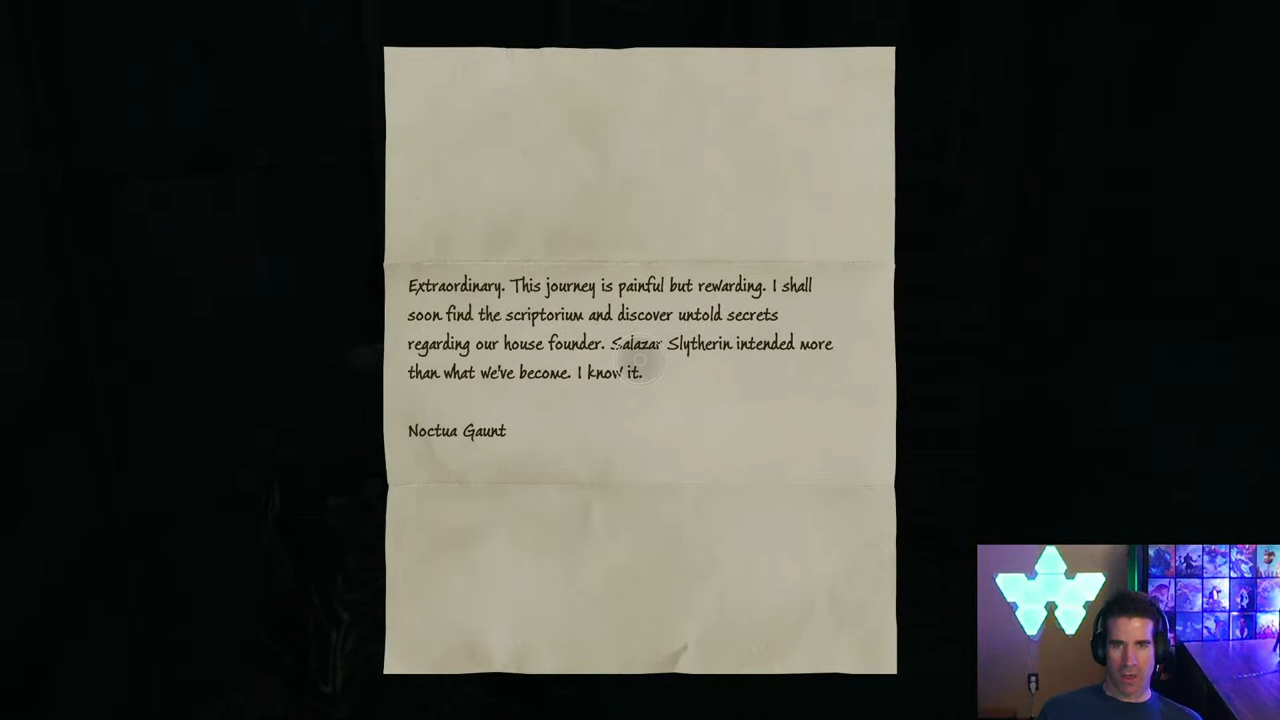 Extraordinary. This journey is painful but rewarding. I shall
soon find the scriptorium and discover untold secrets
regarding our house founder. Salazar Slytherin intended more
than what we've become. I know it.
Noctua Gaunt